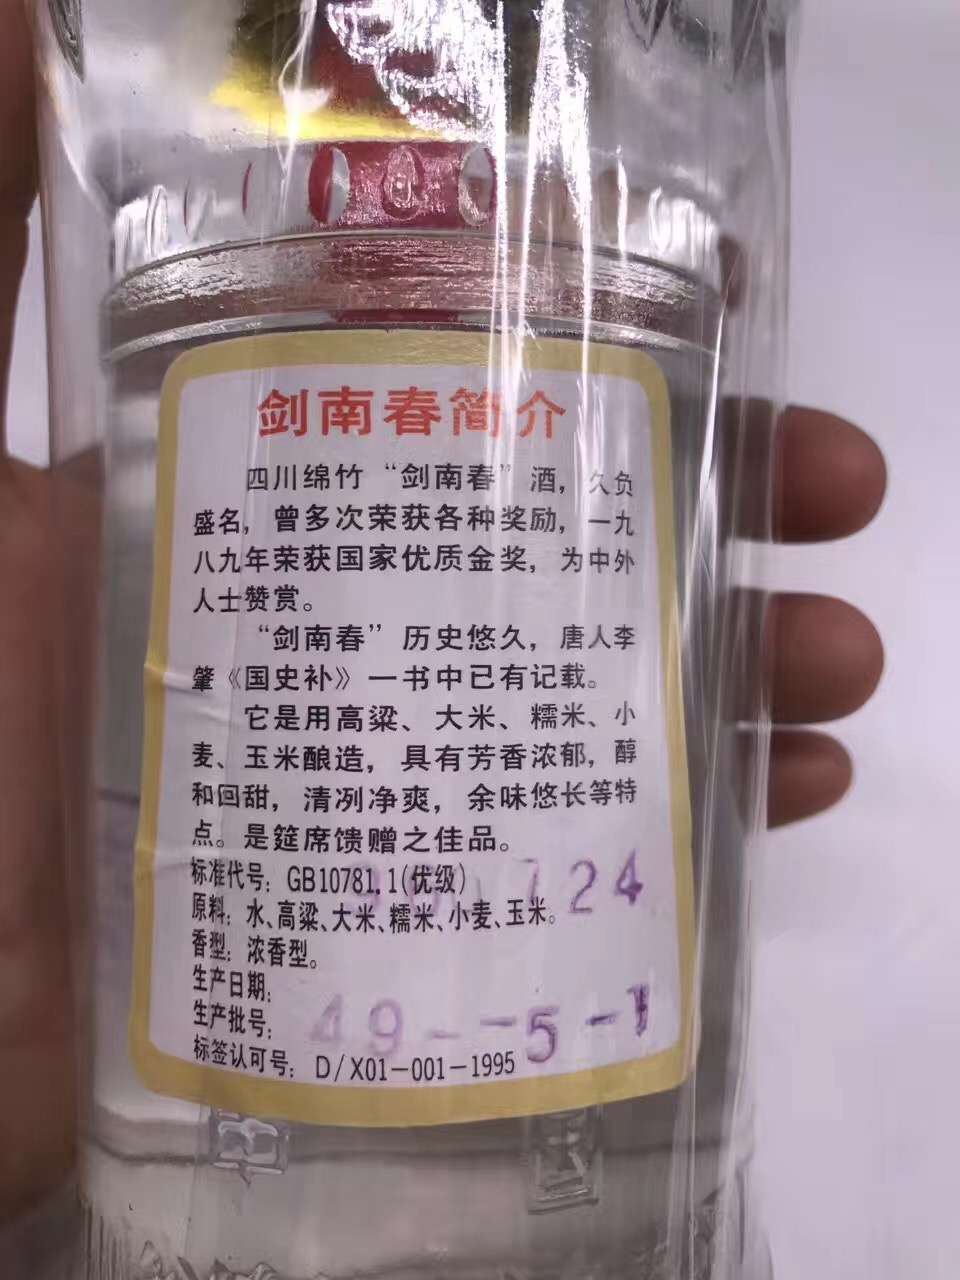 剑南春简介
四川绵竹“剑南春”酒，久负
盛名，曾多次荣获各种奖励，一九
八九年荣获国家优质金奖，为中外
人士赞赏。
“剑南春”历史悠久，唐人李
肇《国史补》一书中已有记载。
它是用高粱、大米、糯米、小
麦、玉米酿造，具有芳香浓郁，醇
和回甜，清冽净爽，余味悠长等特
点。是筵席馈赠之佳品。
标准代号：GB10781.1(优级)
724
原料：水、高粱、大米、糯米、小麦、玉米。
香型：浓香型。
生产日期：
生产批号：
49--5-1
标签认可号：D/X01-001-1995
中